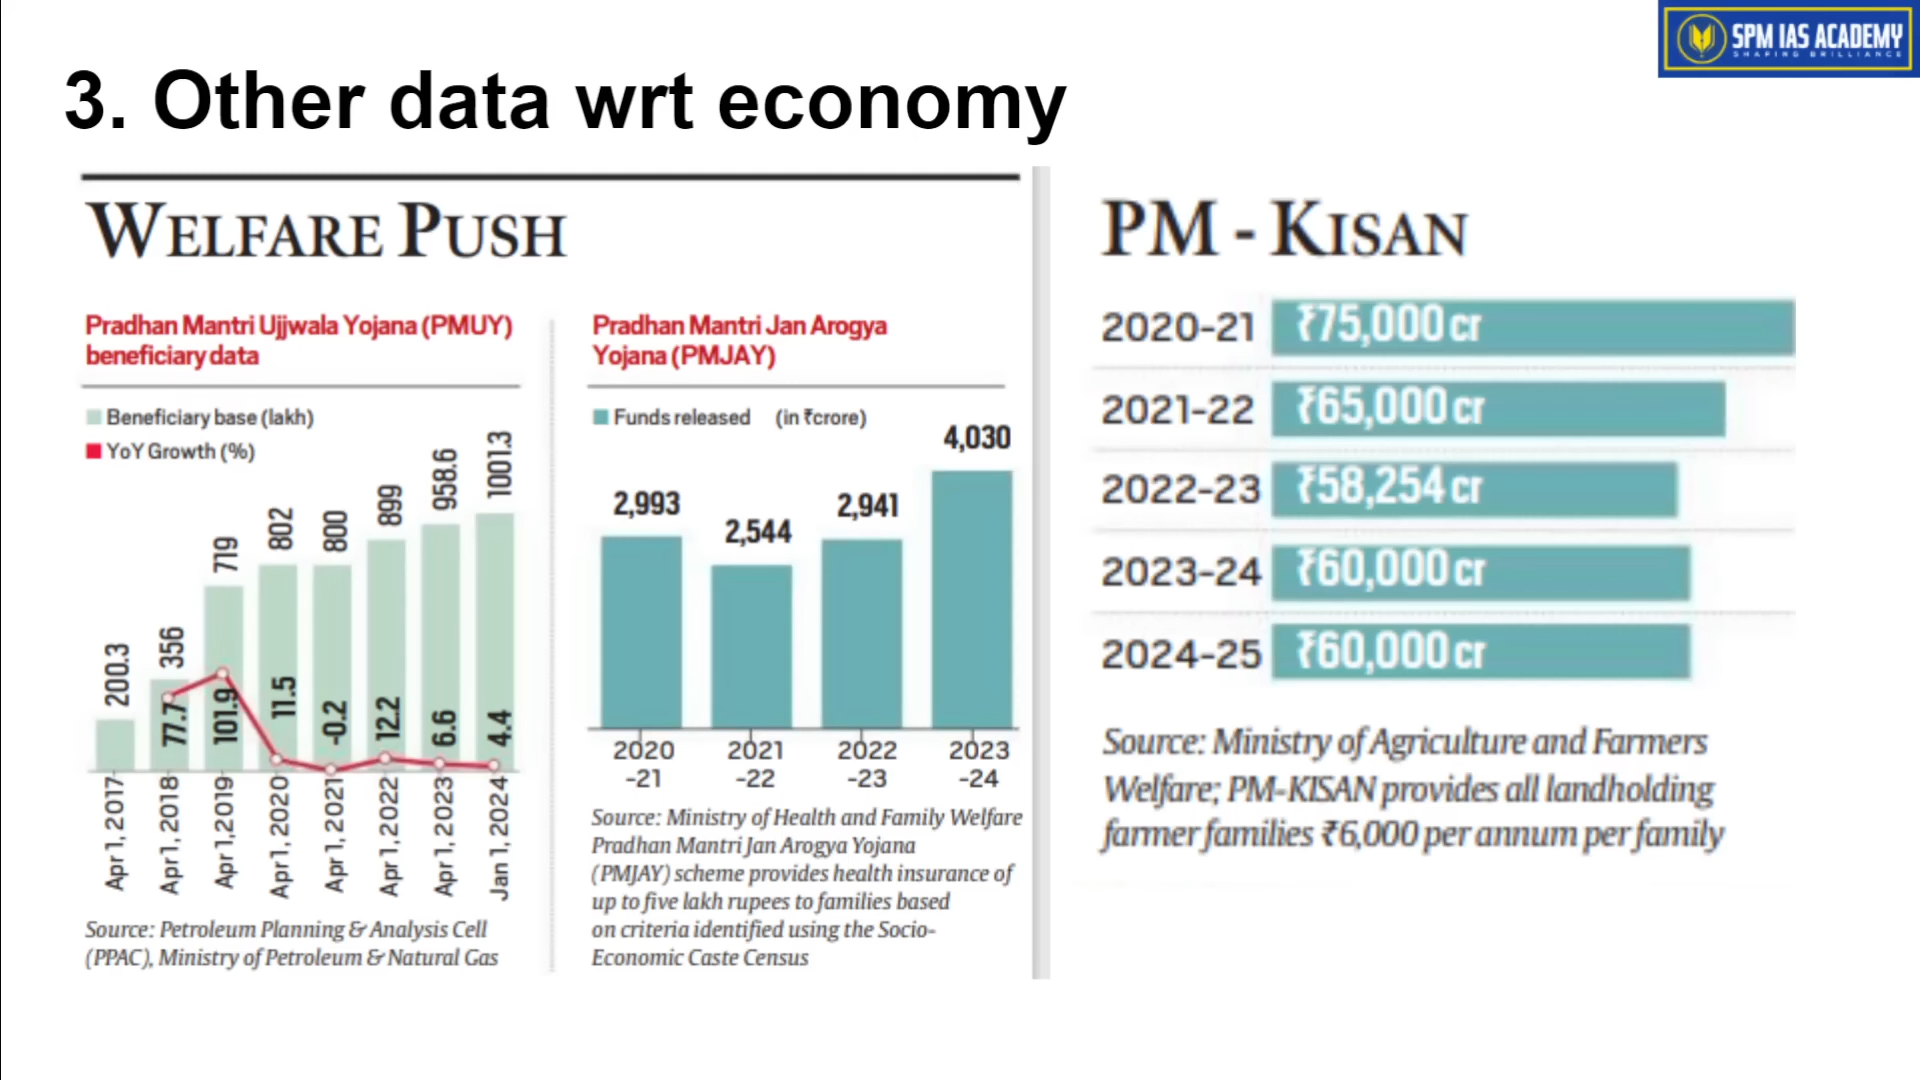 SPM IAS ACADEMY
SHAPING BRILLIANCE
3. Other data wrt economy
WELFARE PUSH
Pradhan Mantri Ujjwala Yojana (PMUY)
beneficiary data
Beneficiary base (lakh)
YoY Growth (%)
200.3
356
719
802
800
899
958.6
1001.3
77.7
101.9
11.5
-0.2
12.2
6.6
4.4
Apr 1, 2017
Apr 1, 2018
Apr 1, 2019
Apr 1, 2020
Apr 1, 2021
Apr 1, 2022
Apr 1, 2023
Jan 1, 2024
Source: Petroleum Planning & Analysis Cell
(PPAC), Ministry of Petroleum & Natural Gas
Pradhan Mantri Jan Arogya
Yojana (PMJAY)
Funds released (in ₹crore)
2,993
2,544
2,941
4,030
2020
-21
2021
-22
2022
-23
2023
-24
Source: Ministry of Health and Family Welfare
Pradhan Mantri Jan Arogya Yojana
(PMJAY) scheme provides health insurance of
up to five lakh rupees to families based
on criteria identified using the Socio-
Economic Caste Census
PM - KISAN
2020-21 ₹75,000 cr
2021-22 ₹65,000 cr
2022-23 ₹58,254 cr
2023-24 ₹60,000 cr
2024-25 ₹60,000 cr
Source: Ministry of Agriculture and Farmers
Welfare; PM-KISAN provides all landholding
farmer families ₹6,000 per annum per family